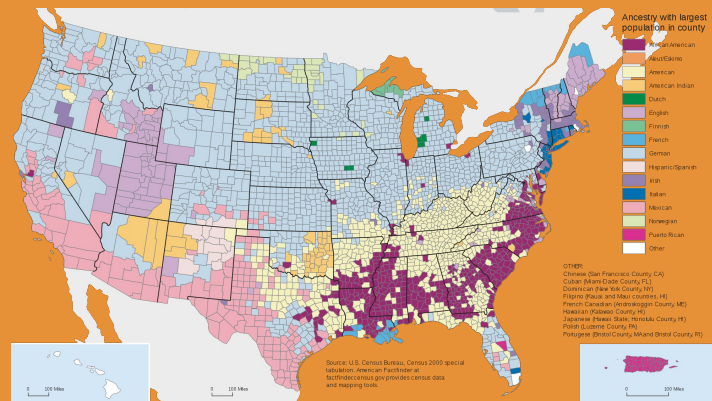 Ancestry with largest
population in county
African American
Aleut/Eskimo
American
American Indian
Dutch
English
Finnish
French
German
Hispanic/Spanish
Irish
Italian
Mexican
Norwegian
Puerto Rican
Other
OTHER:
Chinese (San Francisco County, CA)
Cuban (Miami-Dade County, FL)
Dominican (New York County, NY)
Filipino (Kauai and Maui counties, HI)
French Canadian (Androskoggin County, ME)
Hawaiian (Kalawao County, HI)
Japanese (Hawaii State; Honolulu County, HI)
Polish (Luzerne County, PA)
Portuguese (Bristol County, MA and Bristol County, RI)
Source: U.S. Census Bureau, Census 2000 special
tabulation. American Factfinder at
factfinder.census.gov provides census data
and mapping tools.
0 100 Miles
0 100 Miles
0 100 Miles